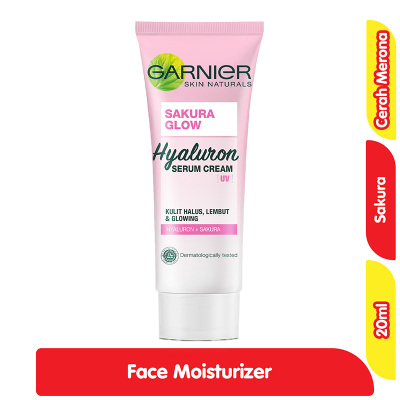 GARNIER
SKIN NATURALS
SAKURA
GLOW
Hyaluron
SERUM CREAM
UV
KULIT HALUS, LEMBUT
& GLOWING
HYALURON + SAKURA
Dermatologically tested
Cerah Merona
Sakura
20ml
Face Moisturizer